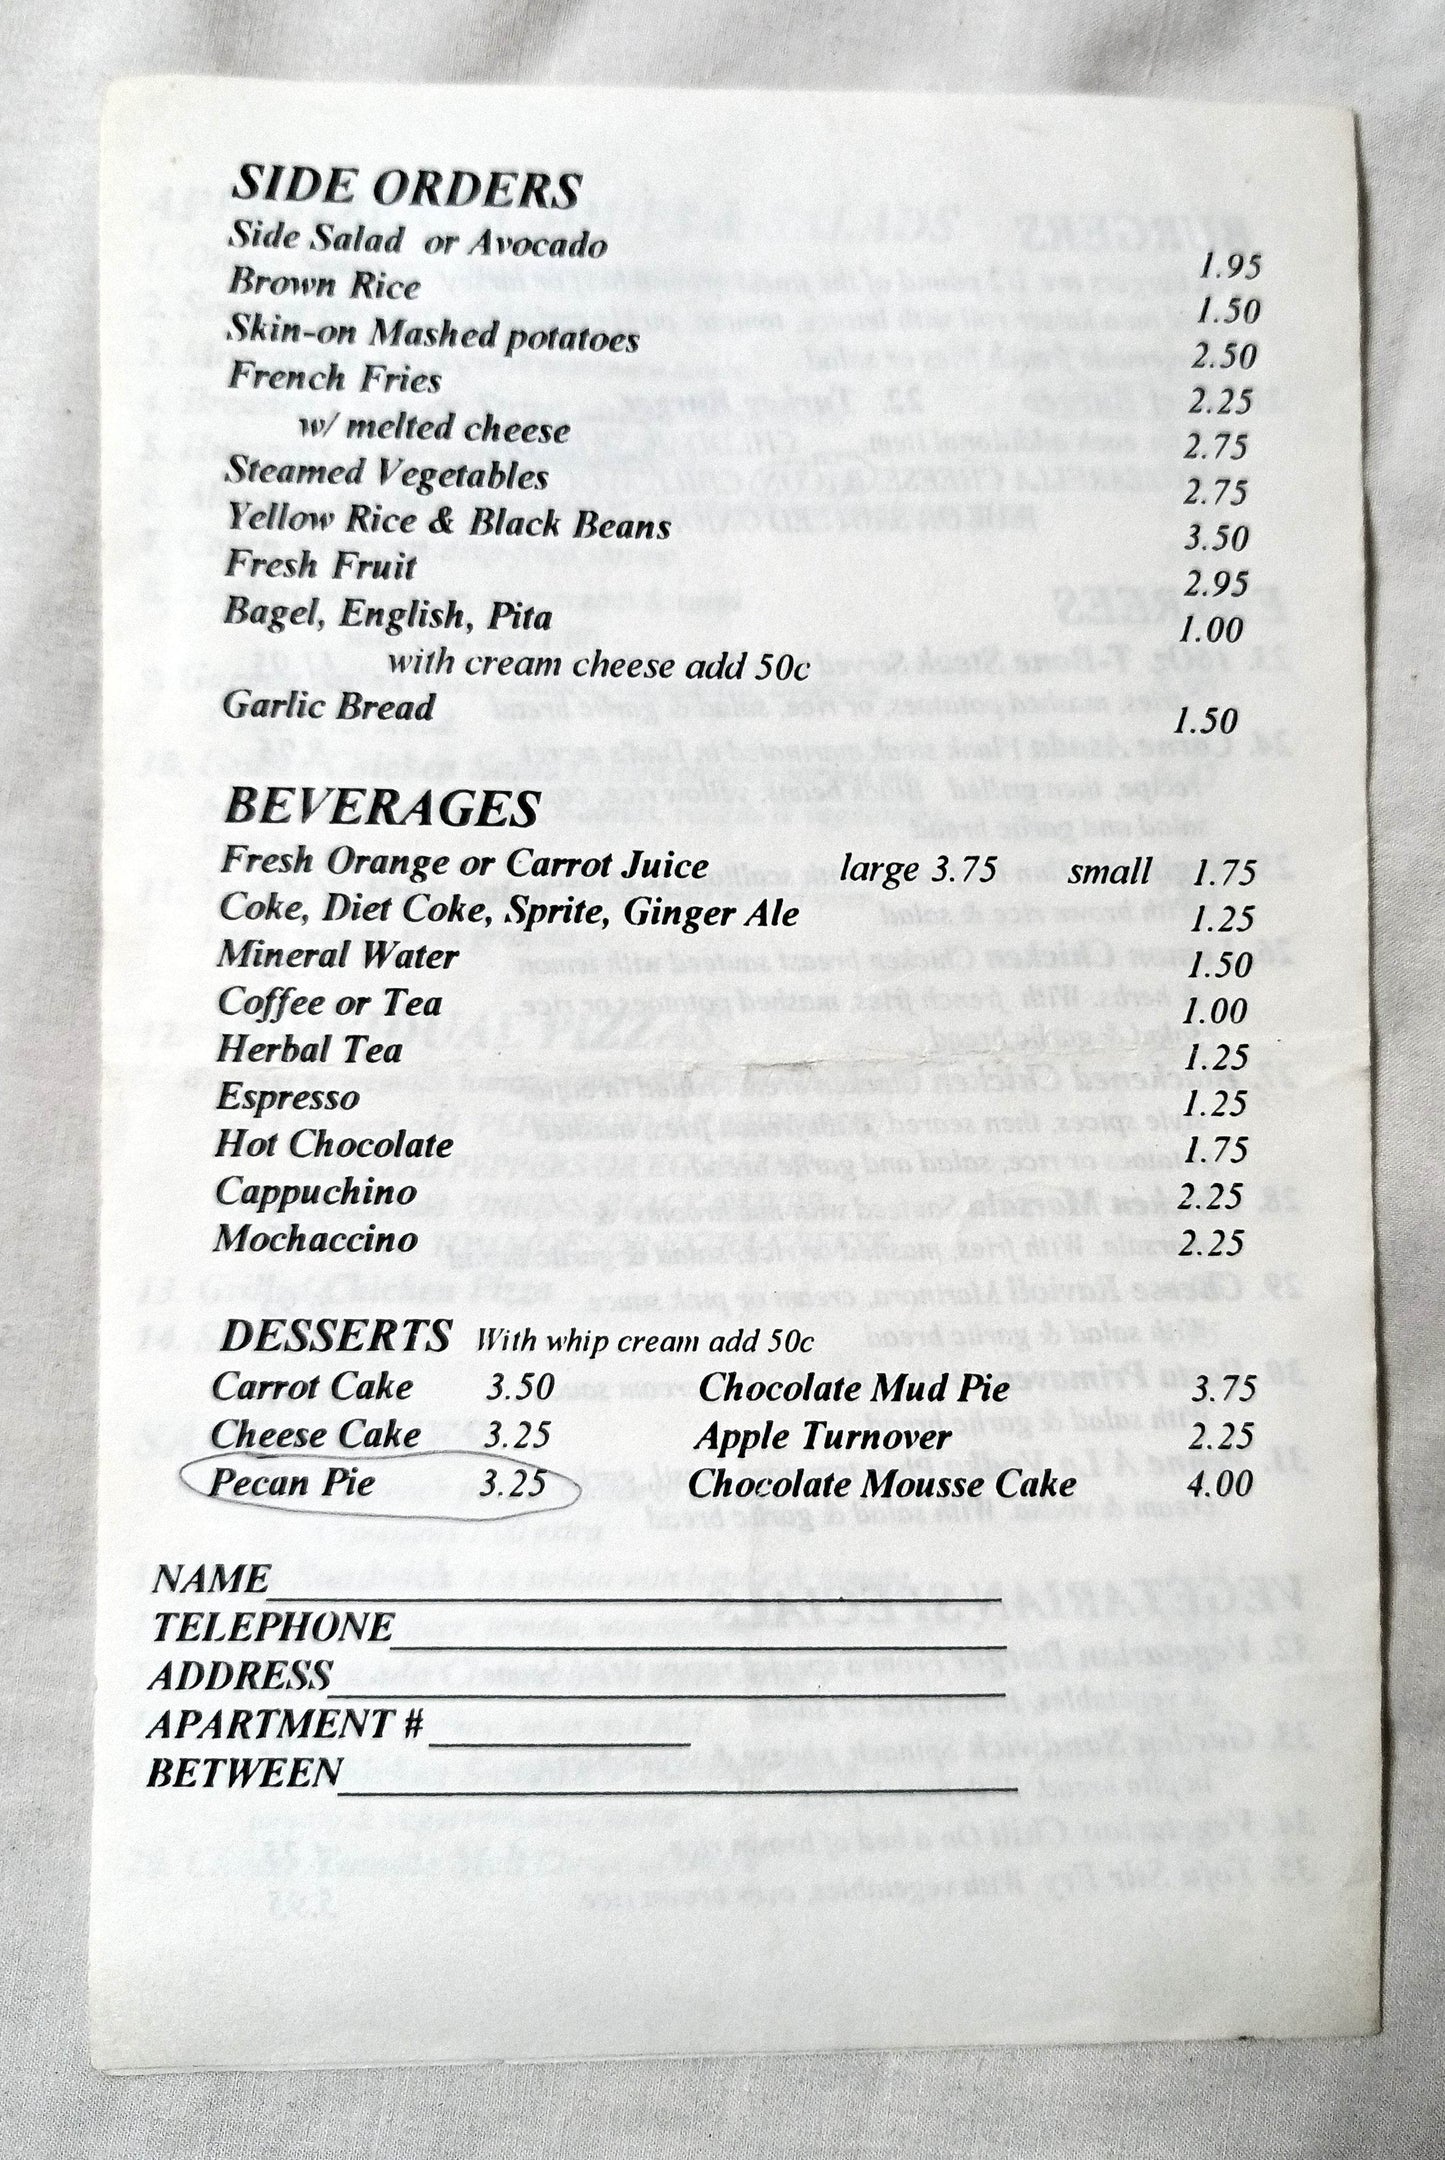 SIDE ORDERS
Side Salad or Avocado 1.95
Brown Rice 1.50
Skin-on Mashed potatoes 2.50
French Fries 2.25
w/ melted cheese 2.75
Steamed Vegetables 2.75
Yellow Rice & Black Beans 3.50
Fresh Fruit 2.95
Bagel, English, Pita 1.00
with cream cheese add 50c
Garlic Bread 1.50
BEVERAGES
Fresh Orange or Carrot Juice large 3.75 small 1.75
Coke, Diet Coke, Sprite, Ginger Ale 1.25
Mineral Water 1.50
Coffee or Tea 1.00
Herbal Tea 1.25
Espresso 1.25
Hot Chocolate 1.75
Cappuchino 2.25
Mochaccino 2.25
DESSERTS With whip cream add 50c
Carrot Cake 3.50 Chocolate Mud Pie 3.75
Cheese Cake 3.25 Apple Turnover 2.25
Pecan Pie 3.25 Chocolate Mousse Cake 4.00
NAME
TELEPHONE
ADDRESS
APARTMENT #
BETWEEN